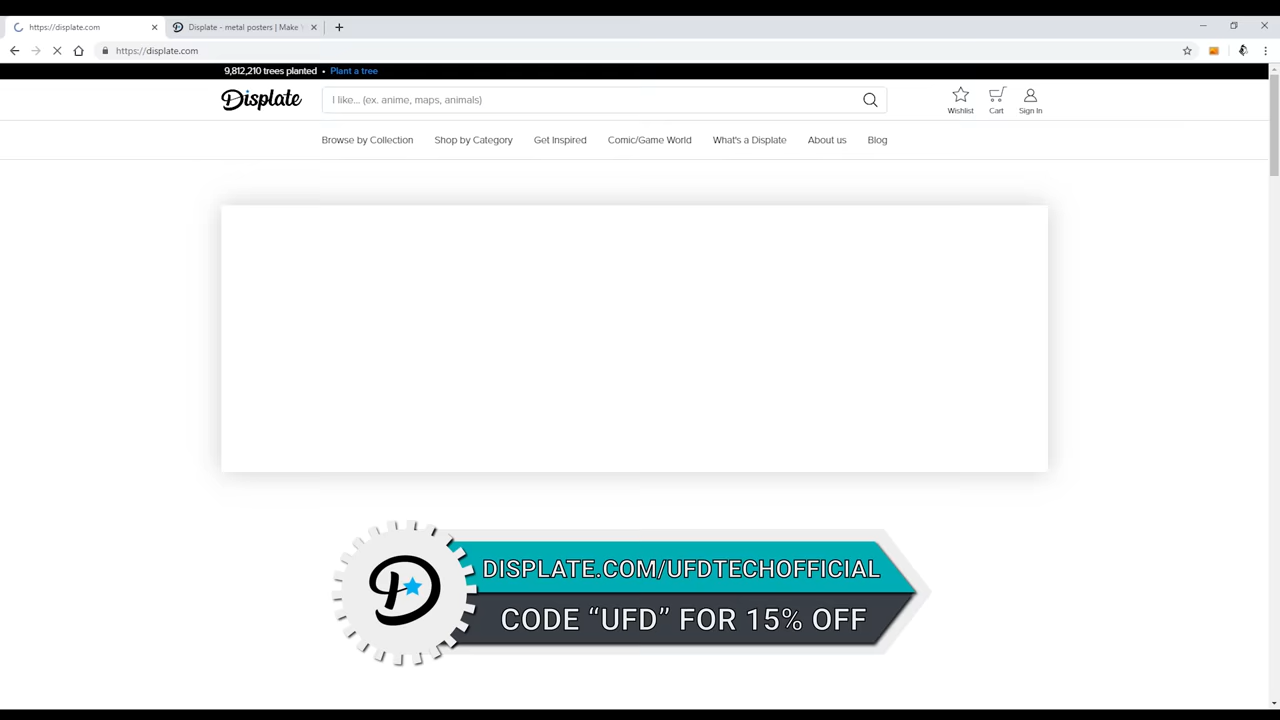 https://displate.com
Displate - metal posters | Make
https://displate.com
9,812,210 trees planted • Plant a tree
Displate
I like... (ex. anime, maps, animals)
Wishlist
Cart
Sign In
Browse by Collection
Shop by Category
Get Inspired
Comic/Game World
What's a Displate
About us
Blog
D
DISPLATE.COM/UFDTECHOFFICIAL
CODE “UFD” FOR 15% OFF